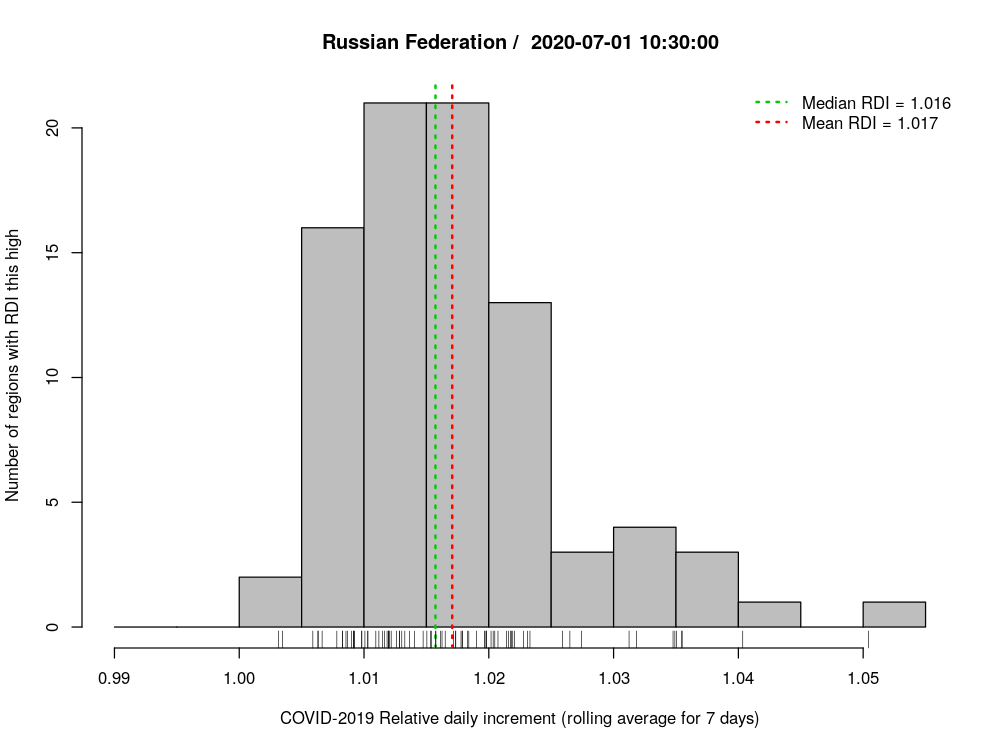 Russian Federation /  2020-07-01 10:30:00
Median RDI = 1.016
Mean RDI = 1.017
Number of regions with RDI this high
20
15
10
5
0
0.99 1.00 1.01 1.02 1.03 1.04 1.05
COVID-2019 Relative daily increment (rolling average for 7 days)